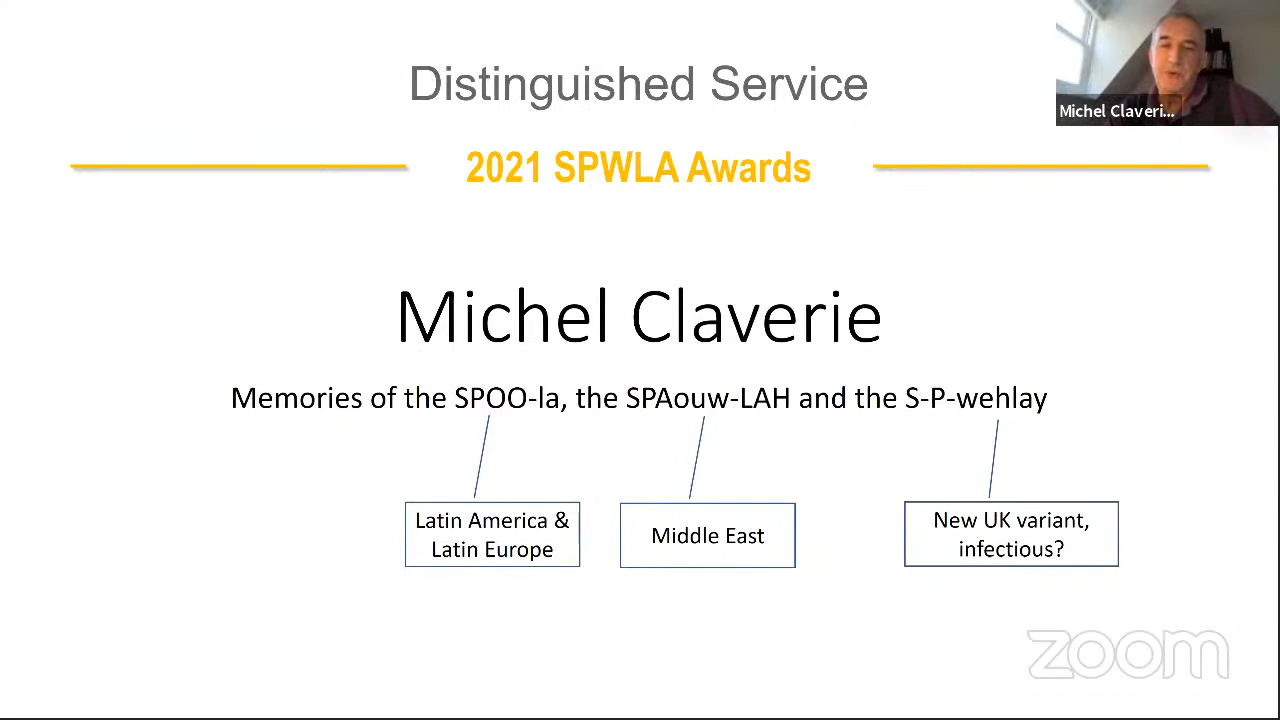 Distinguished Service
Michel Claveri...
2021 SPWLA Awards
Michel Claverie
Memories of the SPOO-la, the SPAouw-LAH and the S-P-wehlay
Latin America &
Latin Europe
Middle East
New UK variant,
infectious?
zoom